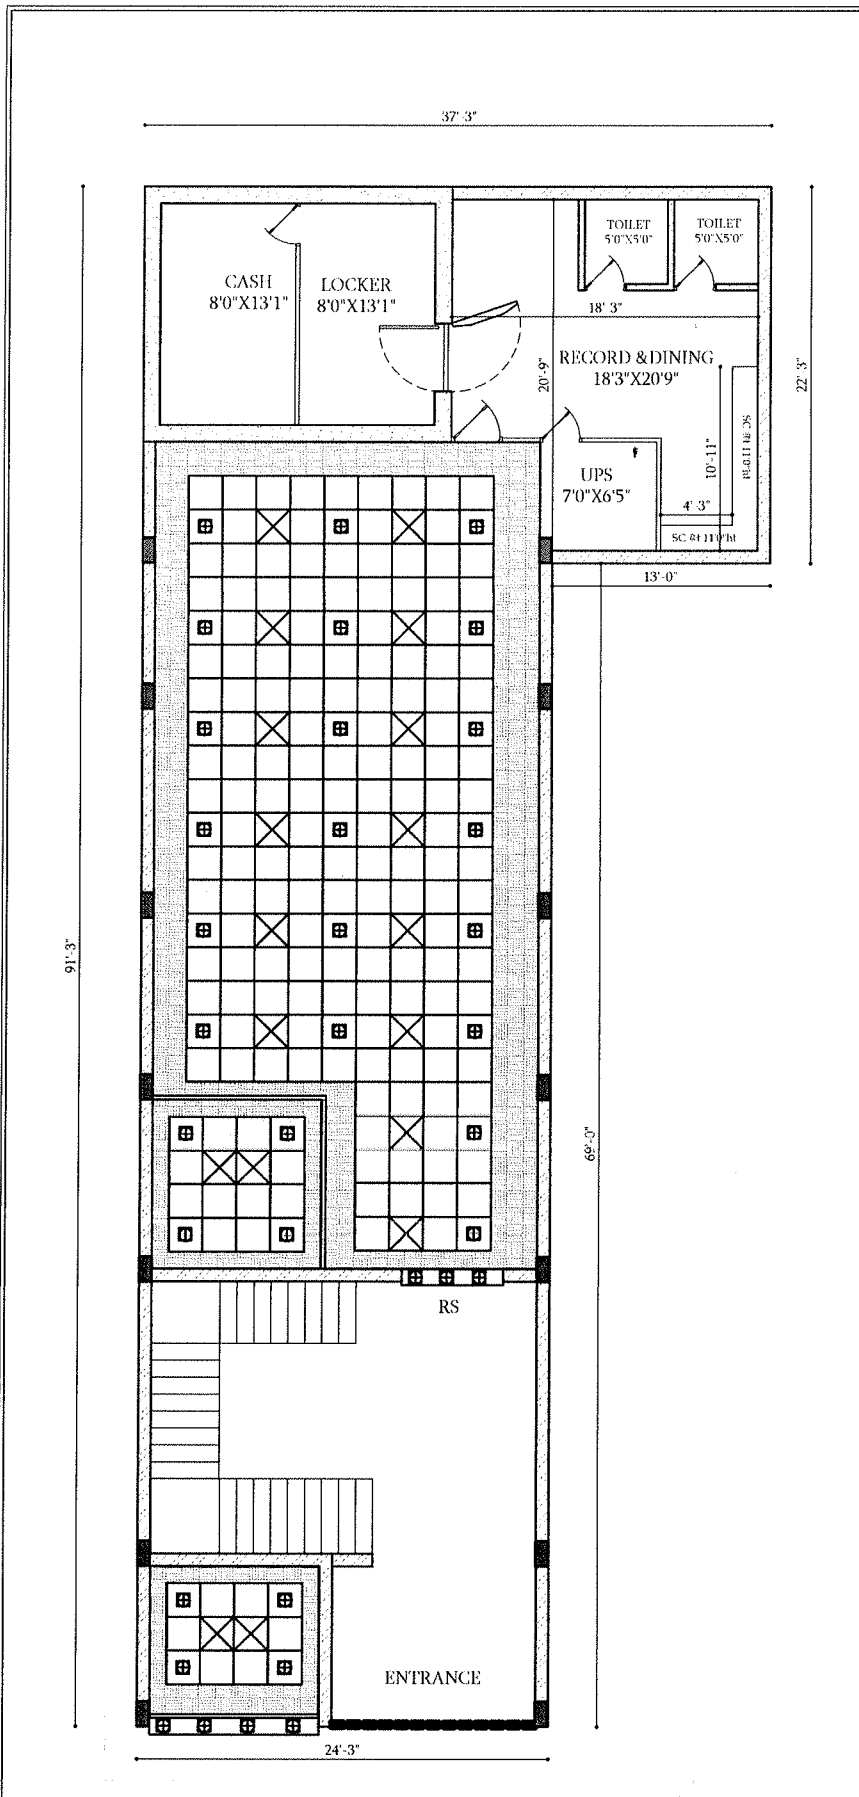 37'-3"
TOILET
5'0"X5'0"
TOILET
5'0"X5'0"
CASH
8'0"X13'1"
LOCKER
8'0"X13'1"
18'-3"
RECORD & DINING
18'3"X20'9"
20'-9"
22'-3"
10'-11"
UPS
7'0"X6'5"
4'-3"
13'-0"
91'-3"
69'-0"
RS
ENTRANCE
24'-3"